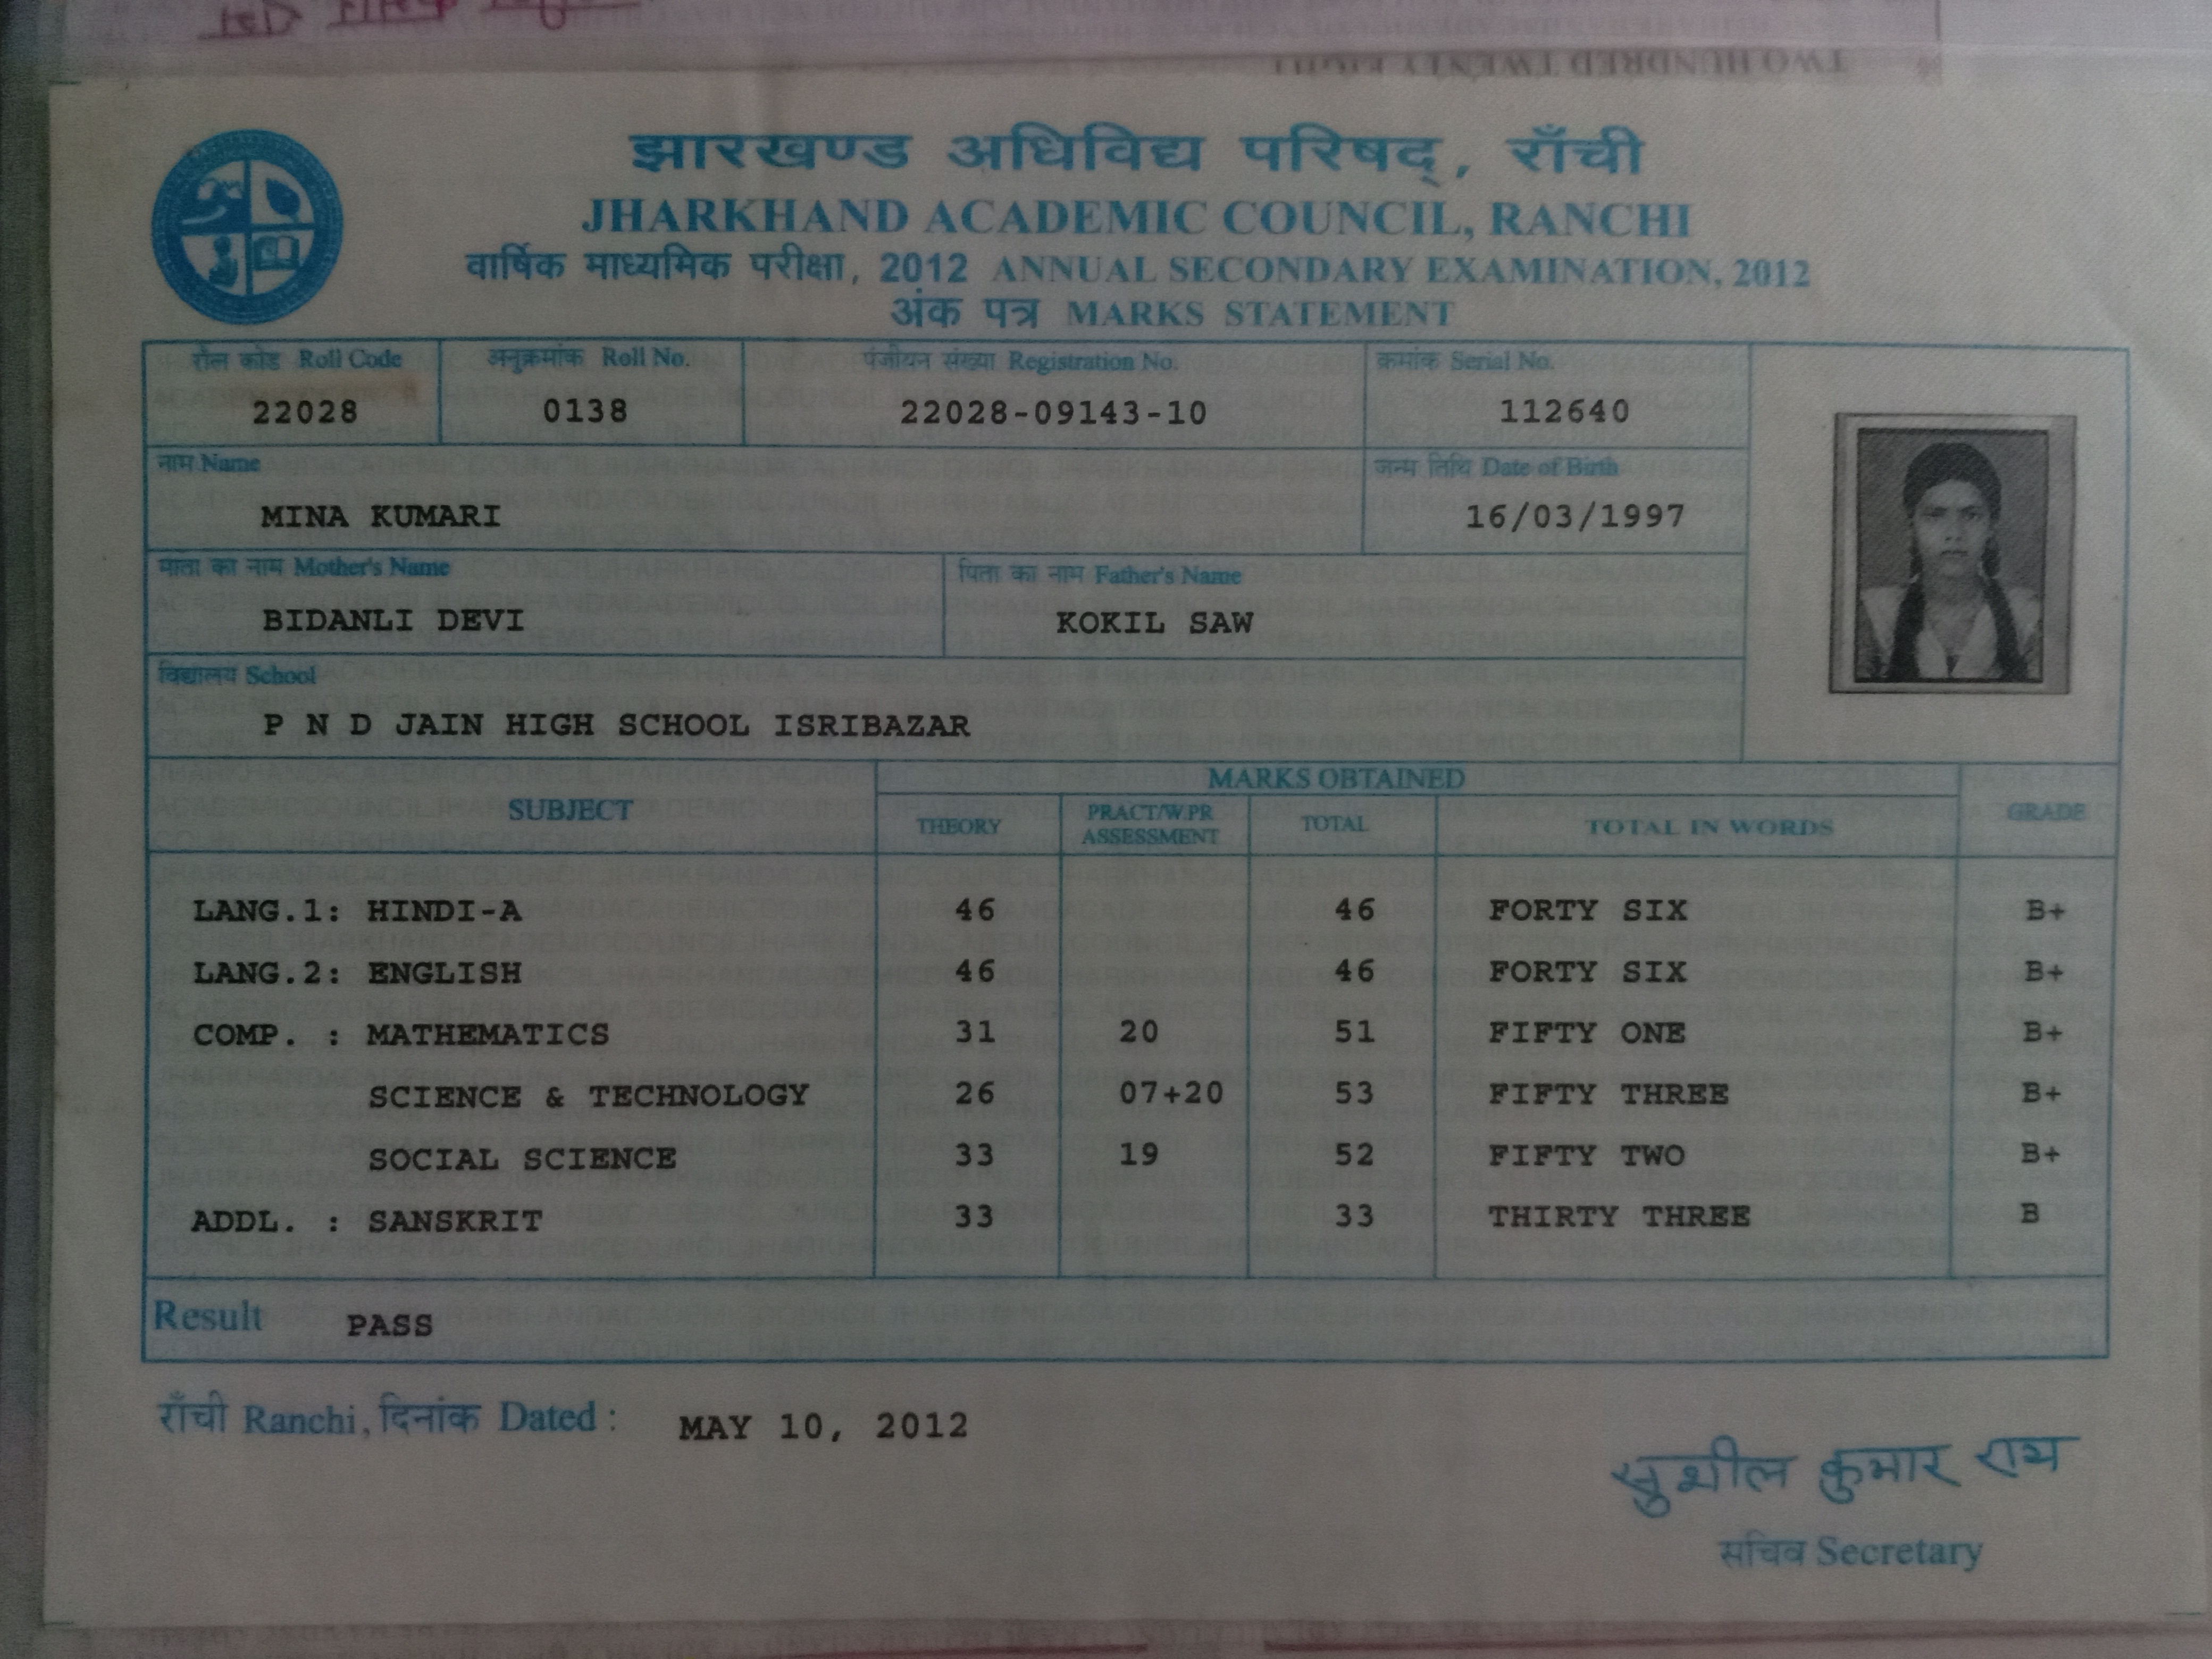 TWO HUNDRED TWENTY EIGHT
झारखण्ड अधिविद्य परिषद्, राँची
JHARKHAND ACADEMIC COUNCIL, RANCHI
वार्षिक माध्यमिक परीक्षा, 2012 ANNUAL SECONDARY EXAMINATION, 2012
अंक पत्र MARKS STATEMENT
रोल कोड Roll Code अनुक्रमांक Roll No. पंजीयन संख्या Registration No. क्रमांक Serial No.
22028 0138 22028-09143-10 112640
नाम Name जन्म तिथि Date of Birth
MINA KUMARI 16/03/1997
माता का नाम Mother's Name पिता का नाम Father's Name
BIDANLI DEVI KOKIL SAW
विद्यालय School
P N D JAIN HIGH SCHOOL ISRIBAZAR
MARKS OBTAINED
SUBJECT THEORY PRACT/W.PR ASSESSMENT TOTAL TOTAL IN WORDS GRADE
LANG.1: HINDI-A 46 46 FORTY SIX B+
LANG.2: ENGLISH 46 46 FORTY SIX B+
COMP. : MATHEMATICS 31 20 51 FIFTY ONE B+
SCIENCE & TECHNOLOGY 26 07+20 53 FIFTY THREE B+
SOCIAL SCIENCE 33 19 52 FIFTY TWO B+
ADDL. : SANSKRIT 33 33 THIRTY THREE B
Result PASS
राँची Ranchi, दिनांक Dated : MAY 10, 2012
सुशील कुमार राय
सचिव Secretary